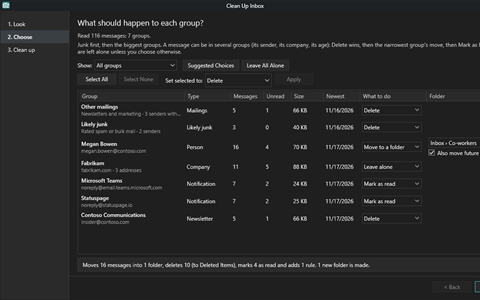 Clean Up Inbox
1. Look
2. Choose
3. Clean up
What should happen to each group?
Read 116 messages: 7 groups.
Junk first, then the biggest groups. A message can be in several groups (its sender, its company, its age): Delete wins, then the narrowest group's move, then Mark as
are left alone unless you choose otherwise.
Show: All groups Suggested Choices Leave All Alone
Select All Select None Set selected to: Delete Apply
Group Type Messages Unread Size Newest What to do Folder
Other mailings
Newsletters and marketing · 3 senders with... Mailings 5 1 66 KB 11/16/2026 Delete
Likely junk
Rated spam or bulk mail · 2 senders Likely junk 3 0 40 KB 11/16/2026 Delete
Megan Bowen
megan.bowen@contoso.com Person 16 4 70 KB 11/17/2026 Move to a folder Inbox › Co-workers
Also move future
Fabrikam
fabrikam.com · 3 addresses Company 11 5 88 KB 11/17/2026 Leave alone
Microsoft Teams
noreply@email.teams.microsoft.com Notification 7 2 24 KB 11/17/2026 Mark as read
Statuspage
noreply@statuspage.io Notification 7 2 25 KB 11/17/2026 Mark as read
Contoso Communications
insider@contoso.com Newsletter 5 1 66 KB 11/17/2026 Delete
Moves 16 messages into 1 folder, deletes 10 (to Deleted Items), marks 4 as read and adds 1 rule. 1 new folder is made.
< Back